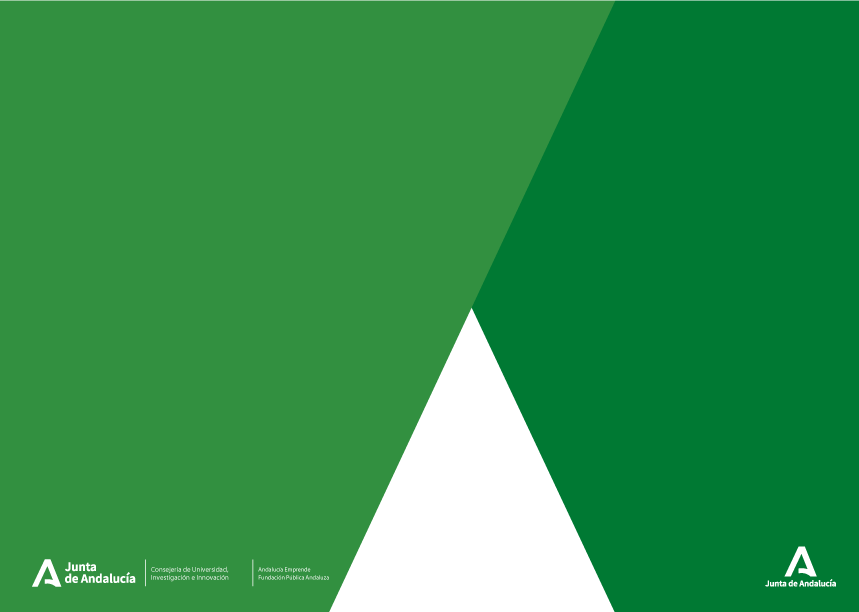 Junta
de Andalucía
Consejería de Universidad,
Investigación e Innovación
Andalucía Emprende
Fundación Pública Andaluza
Junta de Andalucía